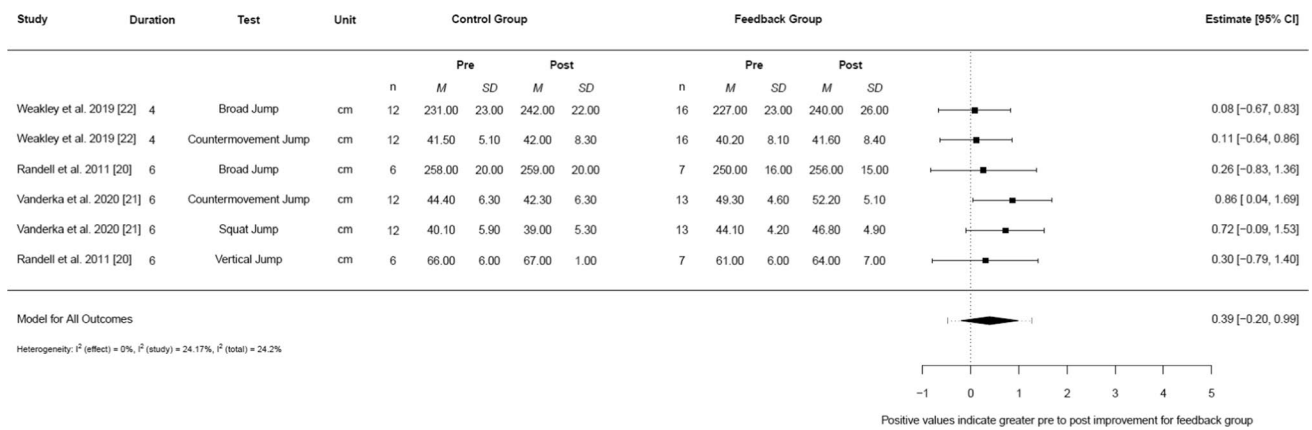 Study Duration Test Unit Control Group Feedback Group Estimate [95% CI]
Pre Post Pre Post
n M SD M SD n M SD M SD
Weakley et al. 2019 [22] 4 Broad Jump cm 12 231.00 23.00 242.00 22.00 16 227.00 23.00 240.00 26.00 0.08 [−0.67, 0.83]
Weakley et al. 2019 [22] 4 Countermovement Jump cm 12 41.50 5.10 42.00 8.30 16 40.20 8.10 41.60 8.40 0.11 [−0.64, 0.86]
Randell et al. 2011 [20] 6 Broad Jump cm 6 258.00 20.00 259.00 20.00 7 250.00 16.00 256.00 15.00 0.26 [−0.83, 1.36]
Vanderka et al. 2020 [21] 6 Countermovement Jump cm 12 44.40 6.30 42.30 6.30 13 49.30 4.60 52.20 5.10 0.86 [ 0.04, 1.69]
Vanderka et al. 2020 [21] 6 Squat Jump cm 12 40.10 5.90 39.00 5.30 13 44.10 4.20 46.80 4.90 0.72 [−0.09, 1.53]
Randell et al. 2011 [20] 6 Vertical Jump cm 6 66.00 6.00 67.00 1.00 7 61.00 6.00 64.00 7.00 0.30 [−0.79, 1.40]
Model for All Outcomes 0.39 [−0.20, 0.99]
Heterogeneity: I² (effect) = 0%, I² (study) = 24.17%, I² (total) = 24.2%
−1 0 1 2 3 4 5
Positive values indicate greater pre to post improvement for feedback group